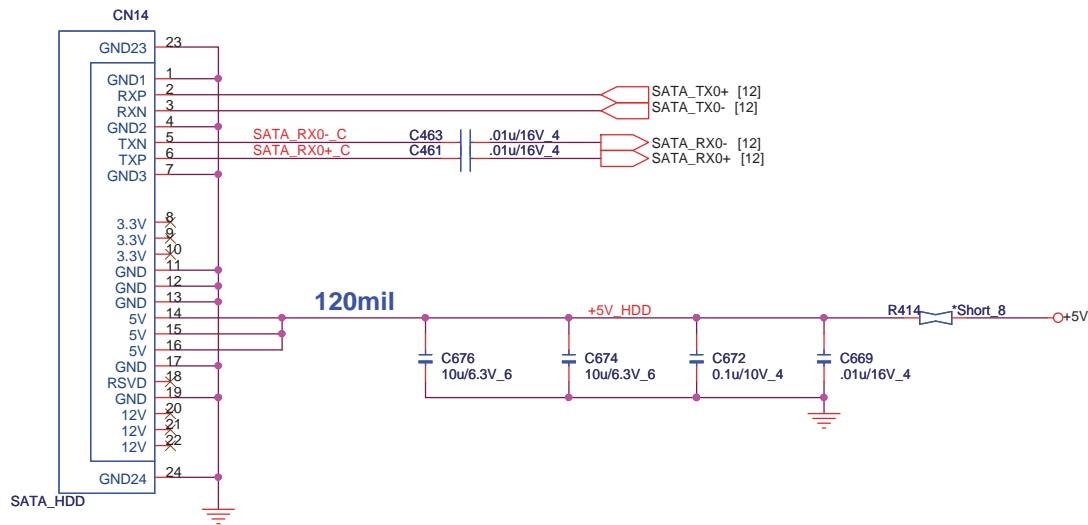 CN14
GND23 23
GND1 1
RXP 2 SATA_TX0+ [12]
RXN 3 SATA_TX0- [12]
GND2 4
TXN 5 SATA_RX0-_C C463 .01u/16V_4 SATA_RX0- [12]
TXP 6 SATA_RX0+_C C461 .01u/16V_4 SATA_RX0+ [12]
GND3 7
3.3V 8
3.3V 9
3.3V 10
GND 11
GND 12
GND 13
120mil
5V 14 +5V_HDD R414 *Short_8 +5V
5V 15
5V 16
GND 17
RSVD 18
GND 19
12V 20
12V 21
12V 22
C676 C674 C672 C669
10u/6.3V_6 10u/6.3V_6 0.1u/10V_4 .01u/16V_4
GND24 24
SATA_HDD